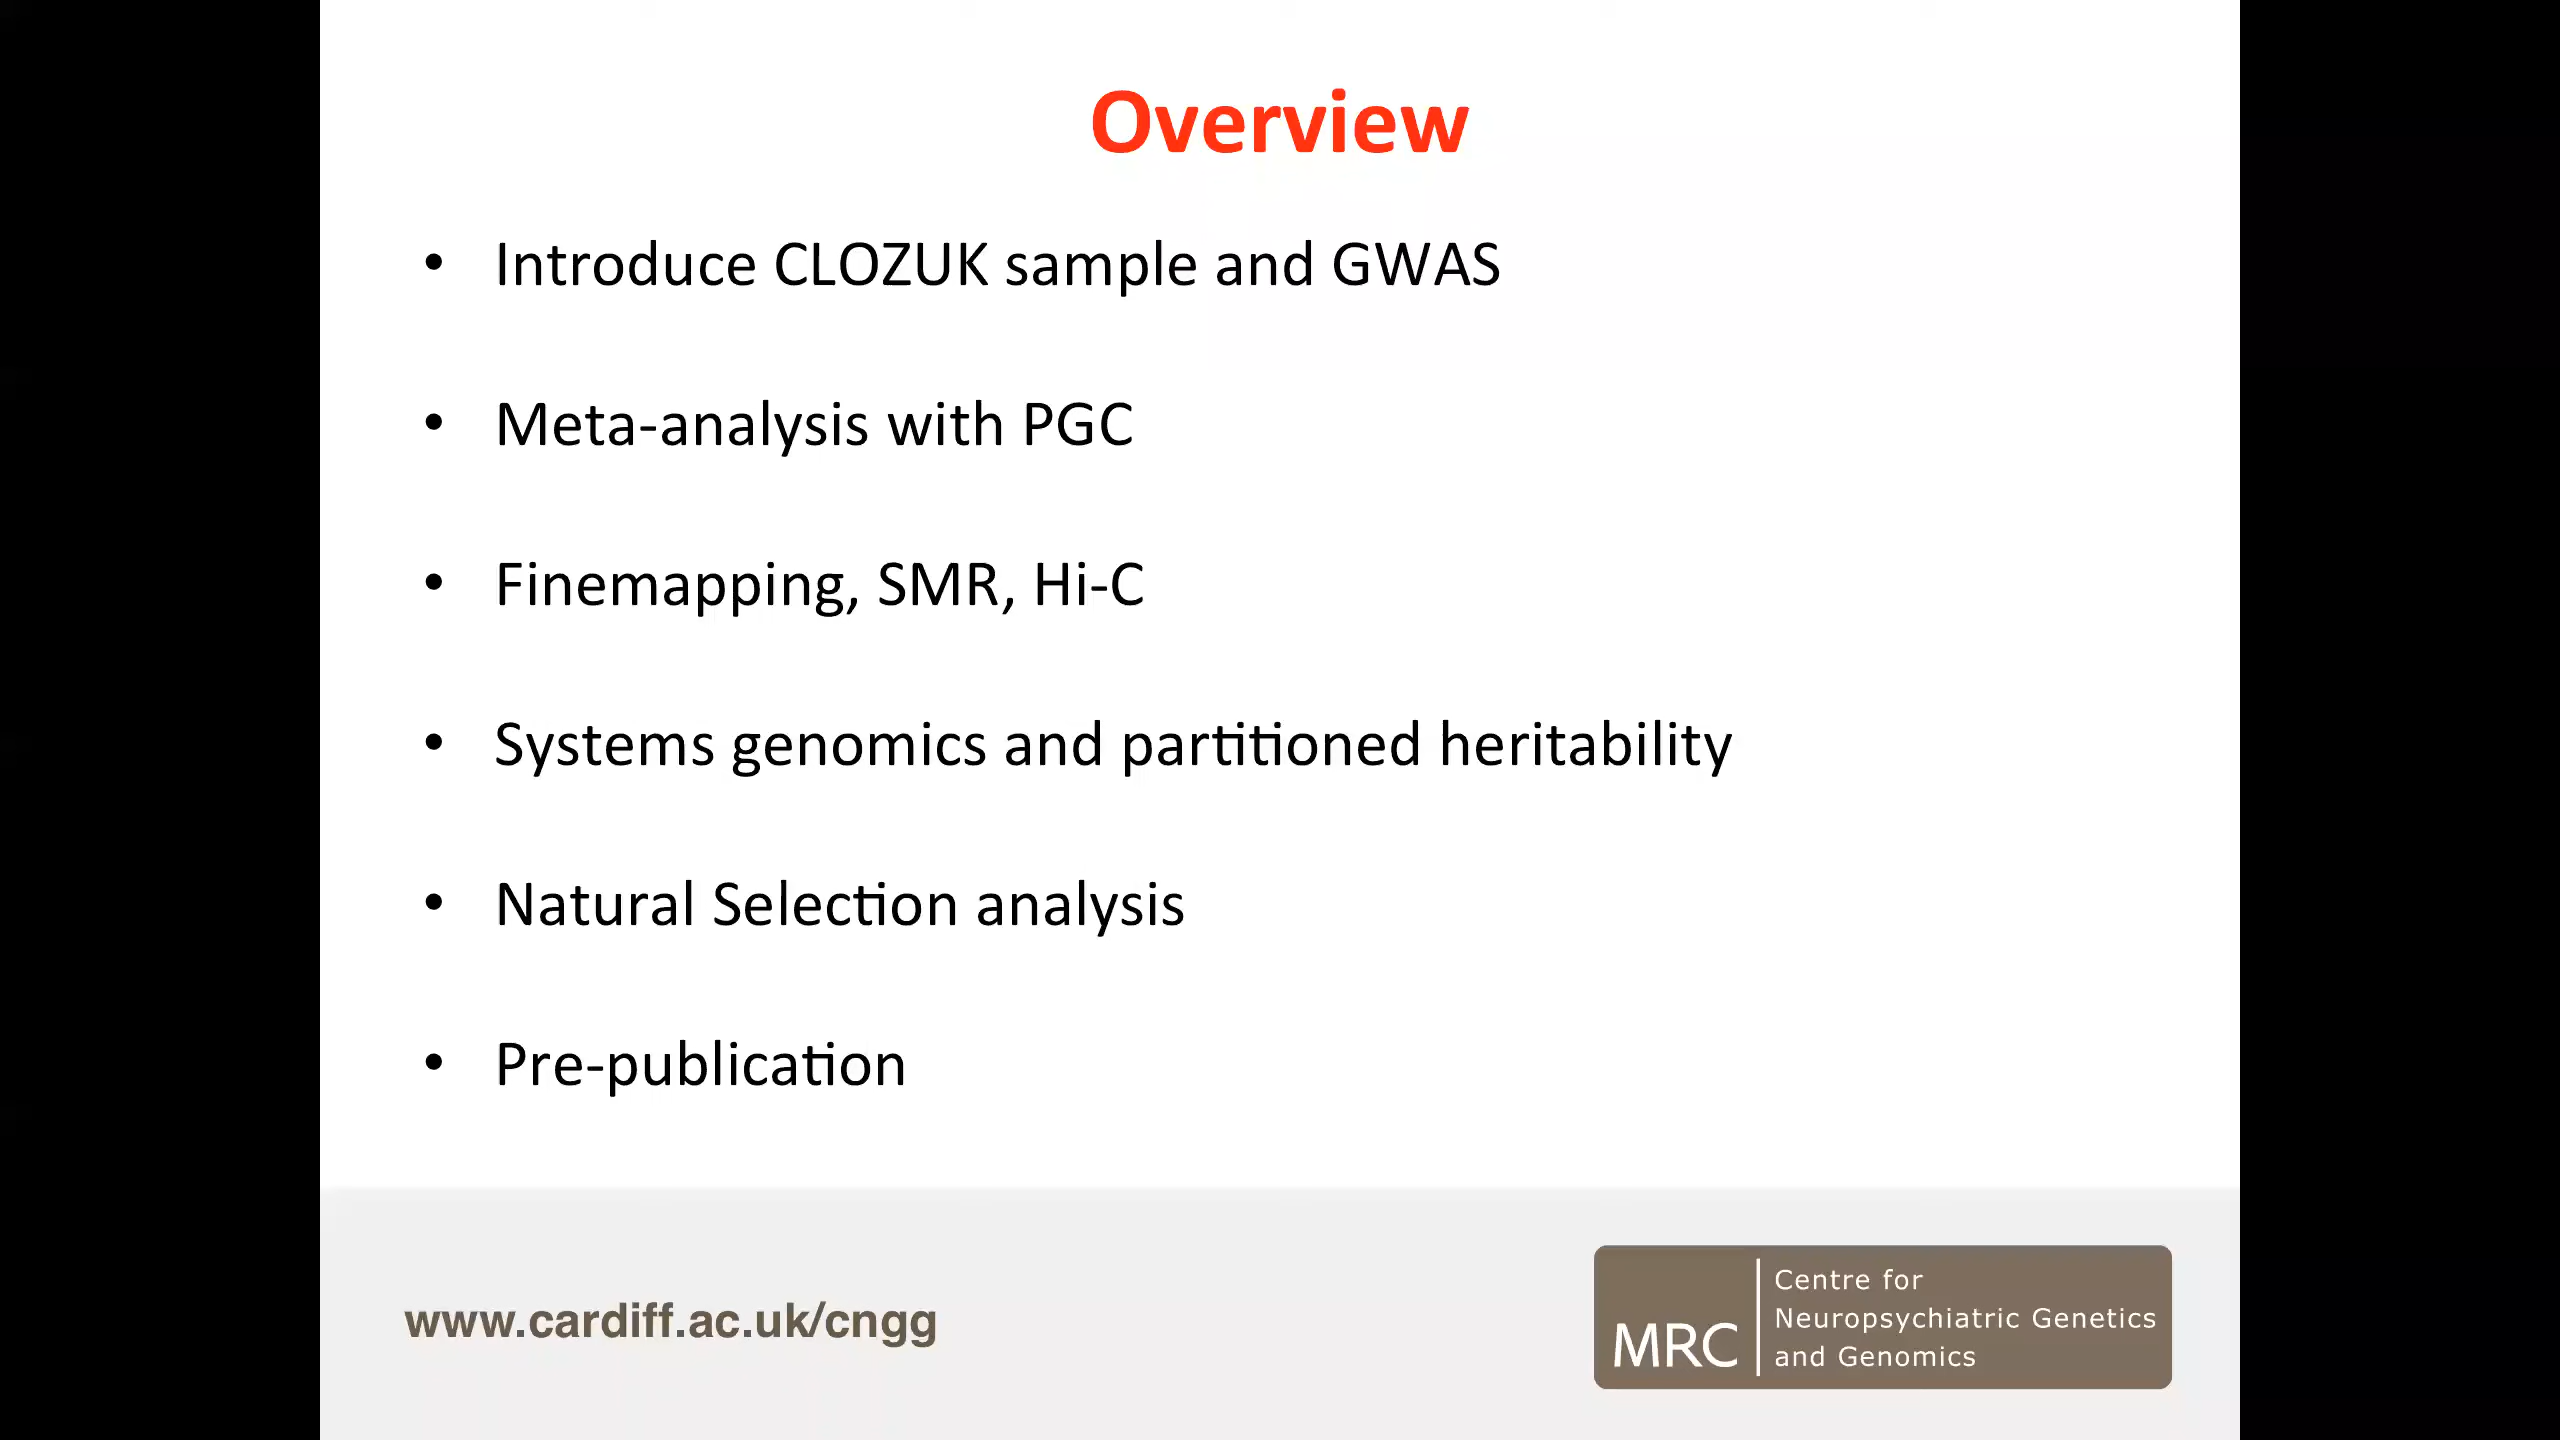 Overview
• Introduce CLOZUK sample and GWAS
• Meta-analysis with PGC
• Finemapping, SMR, Hi-C
• Systems genomics and partitioned heritability
• Natural Selection analysis
• Pre-publication
www.cardiff.ac.uk/cngg
MRC
Centre for
Neuropsychiatric Genetics
and Genomics